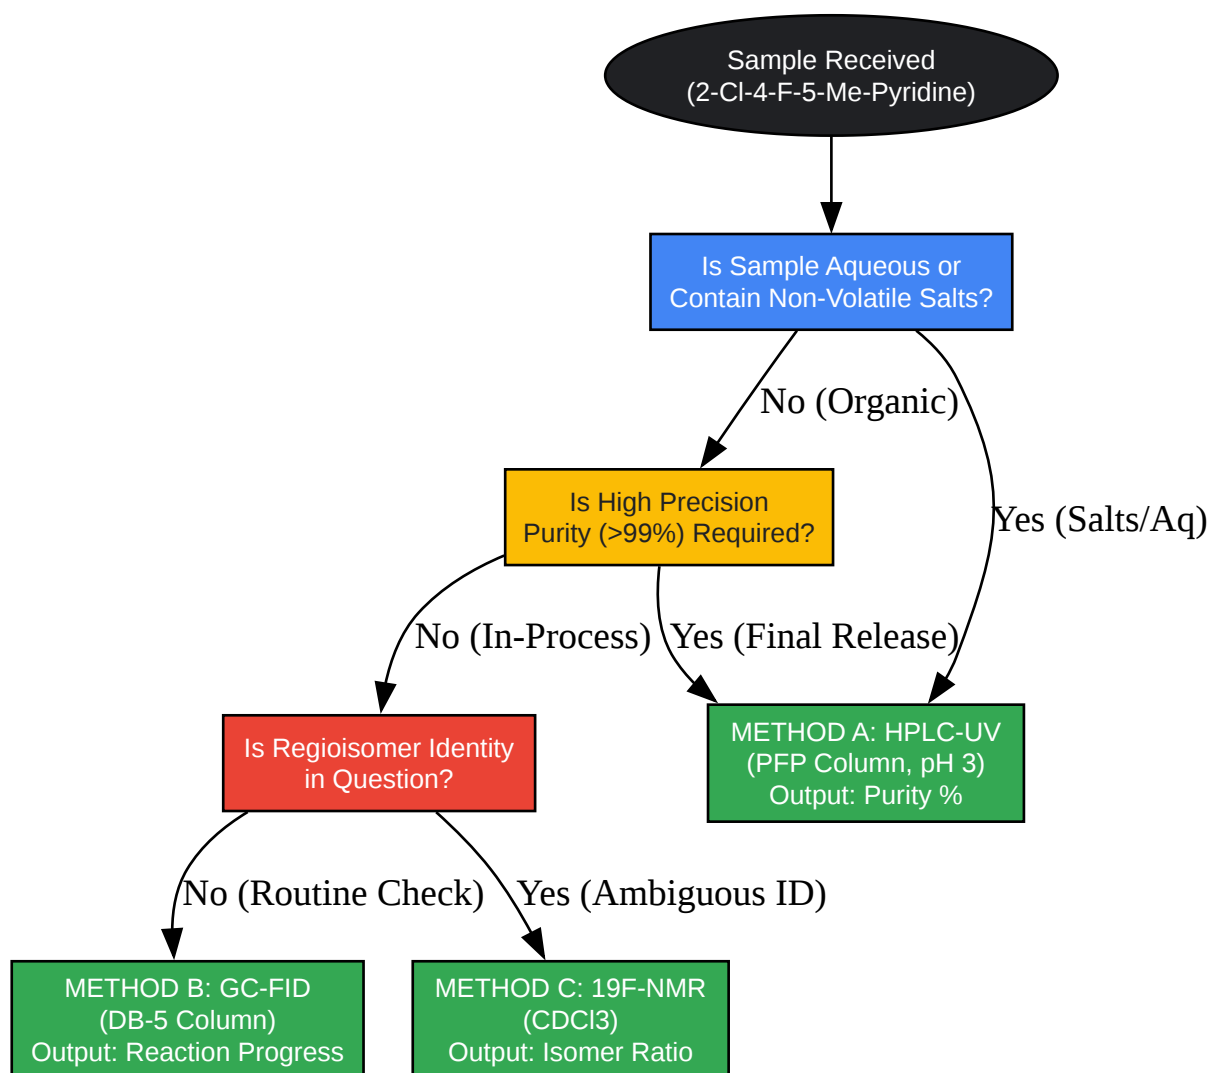 Sample Received
(2-Cl-4-F-5-Me-Pyridine)
Is Sample Aqueous or
Contain Non-Volatile Salts?
No (Organic)
Yes (Salts/Aq)
Is High Precision
Purity (>99%) Required?
No (In-Process)
Yes (Final Release)
Is Regioisomer Identity
in Question?
METHOD A: HPLC-UV
(PFP Column, pH 3)
Output: Purity %
No (Routine Check)
Yes (Ambiguous ID)
METHOD B: GC-FID
(DB-5 Column)
Output: Reaction Progress
METHOD C: 19F-NMR
(CDCl3)
Output: Isomer Ratio